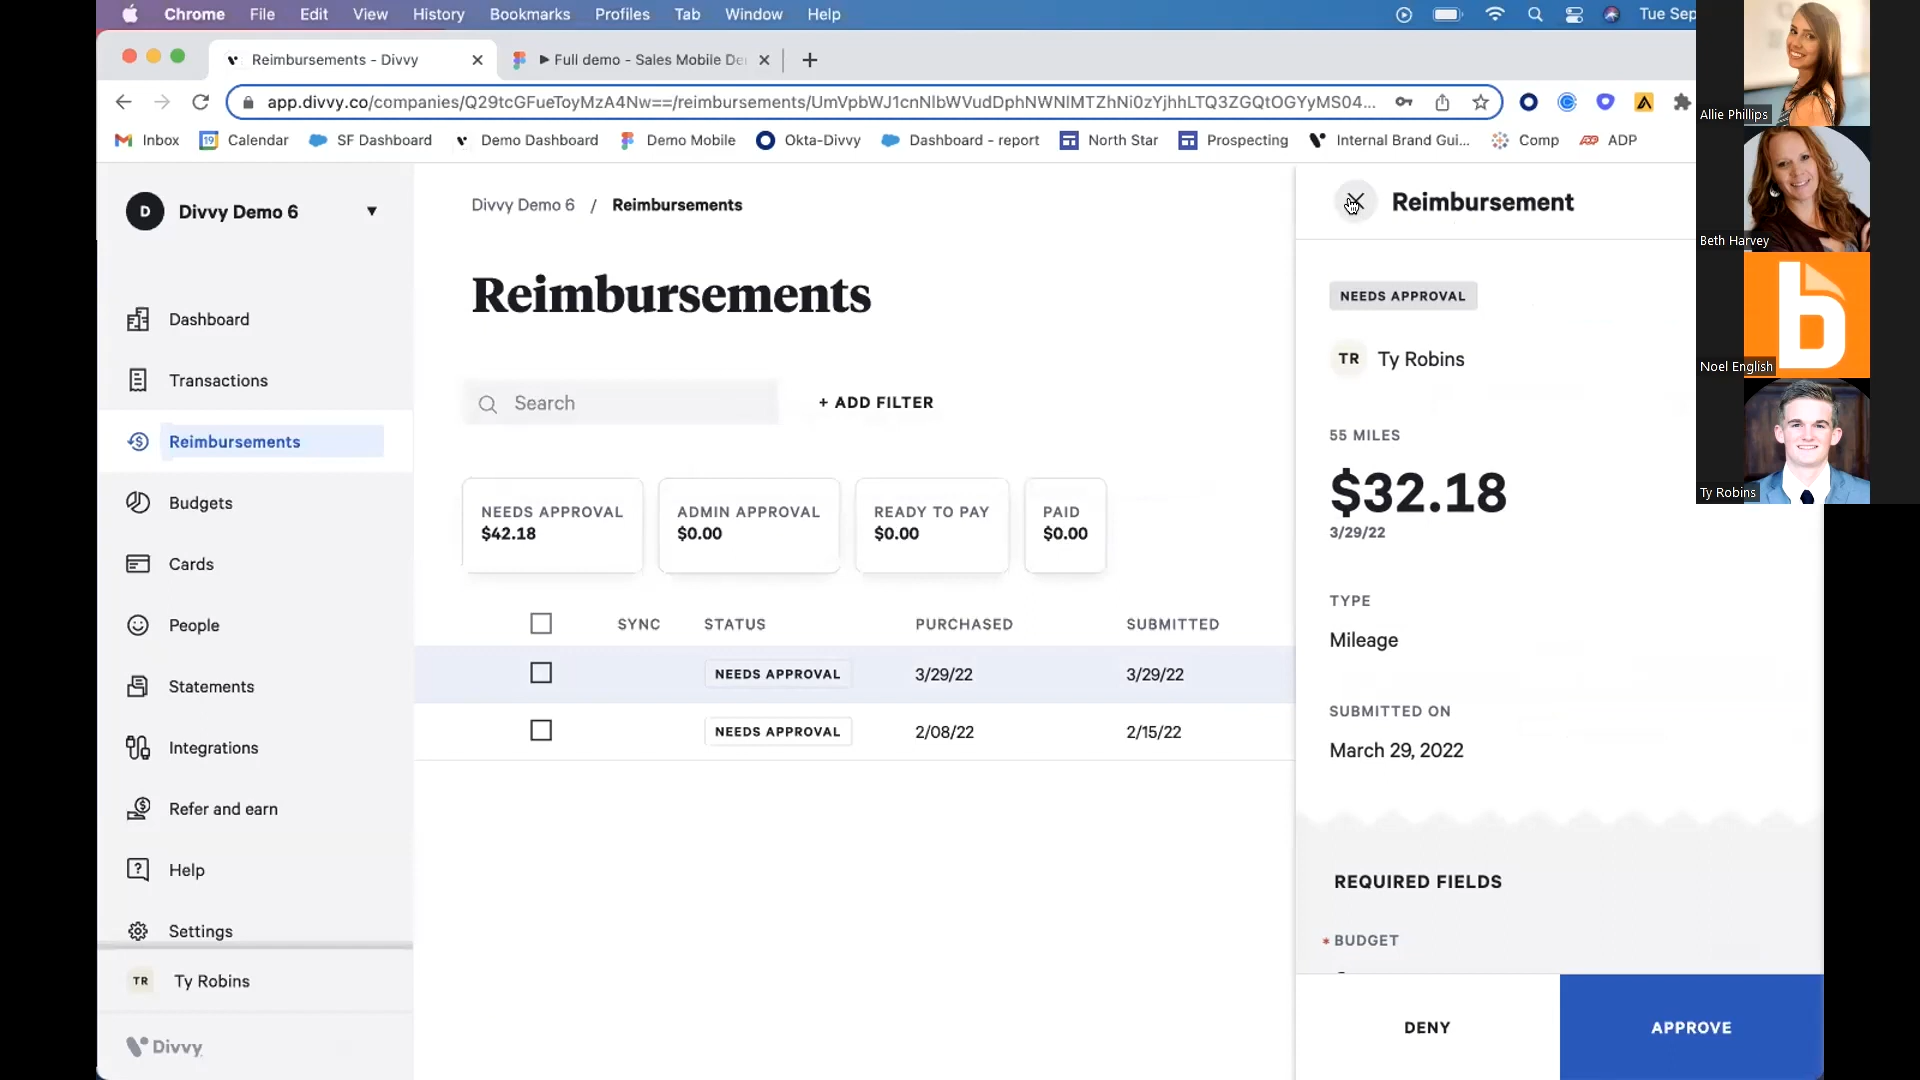 Chrome File Edit View History Bookmarks Profiles Tab Window Help Tue Sep
Reimbursements - Divvy
Full demo - Sales Mobile De
app.divvy.co/companies/Q29tcGFueToyMzA4Nw==/reimbursements/UmVpbWJ1cnNlbWVudDphNWNlMTZhNi0zYjhhLTQ3ZGQtOGYyMS04...
Inbox Calendar SF Dashboard Demo Dashboard Demo Mobile Okta-Divvy Dashboard - report North Star Prospecting Internal Brand Gui... Comp ADP
19
D Divvy Demo 6
Dashboard
Transactions
Reimbursements
Budgets
Cards
People
Statements
Integrations
Refer and earn
Help
Settings
TR Ty Robins
Divvy
Divvy Demo 6 / Reimbursements
Reimbursements
Search
+ ADD FILTER
NEEDS APPROVAL
$42.18
ADMIN APPROVAL
$0.00
READY TO PAY
$0.00
PAID
$0.00
SYNC STATUS PURCHASED SUBMITTED
NEEDS APPROVAL 3/29/22 3/29/22
NEEDS APPROVAL 2/08/22 2/15/22
Reimbursement
NEEDS APPROVAL
TR Ty Robins
55 MILES
$32.18
3/29/22
TYPE
Mileage
SUBMITTED ON
March 29, 2022
REQUIRED FIELDS
* BUDGET
DENY
APPROVE
Allie Phillips
Beth Harvey
b
Noel English
Ty Robins